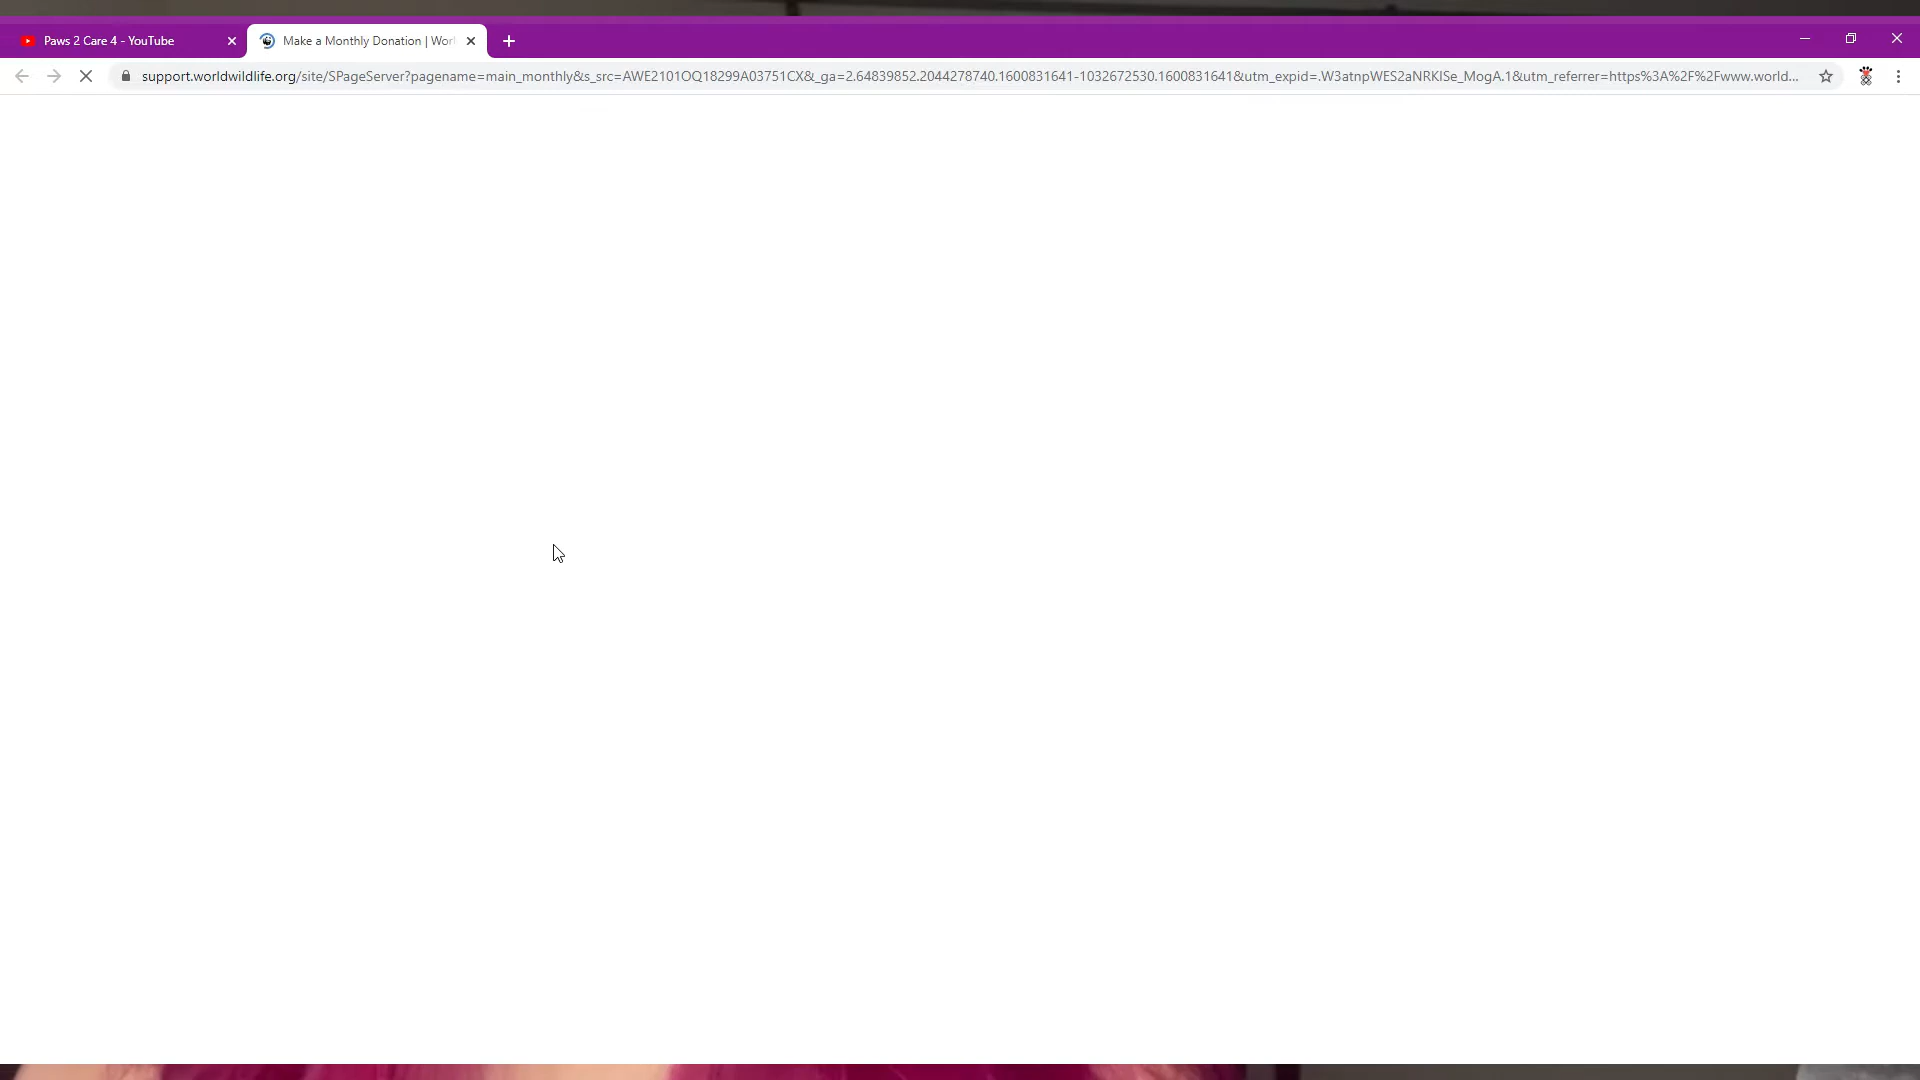 Paws 2 Care 4 - YouTube
Make a Monthly Donation | Worl
support.worldwildlife.org/site/SPageServer?pagename=main_monthly&s_src=AWE2101OQ18299A03751CX&_ga=2.64839852.2044278740.1600831641-1032672530.1600831641&utm_expid=.W3atnpWES2aNRKlSe_MogA.1&utm_referrer=https%3A%2F%2Fwww.world...